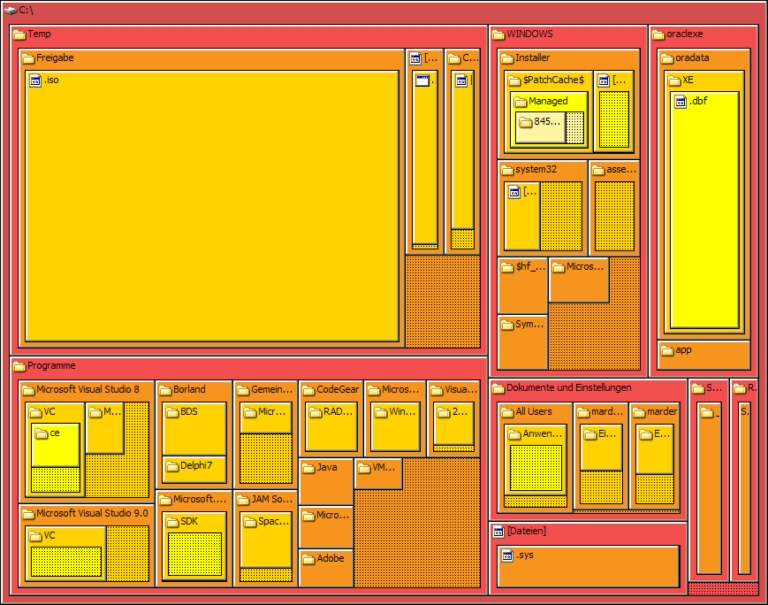 C:\
Temp
Freigabe
.iso
[...
.
C...
[
WINDOWS
Installer
$PatchCache$
Managed
845...
[...
system32
[...
asse...
$hf_...
Micros...
Sym...
oradexe
oradata
XE
.dbf
app
Programme
Microsoft Visual Studio 8
VC
ce
M...
Microsoft Visual Studio 9.0
VC
Borland
BDS
Delphi7
Microsoft....
SDK
Gemein...
Micr...
JAM So...
Spac...
CodeGear
RAD...
Java
Micro...
Adobe
Micros...
Win...
VM...
Visua...
2...
Dokumente und Einstellungen
All Users
Anwen...
mard...
Ei...
marder
E...
[Dateien]
.sys
S...
R.
S.